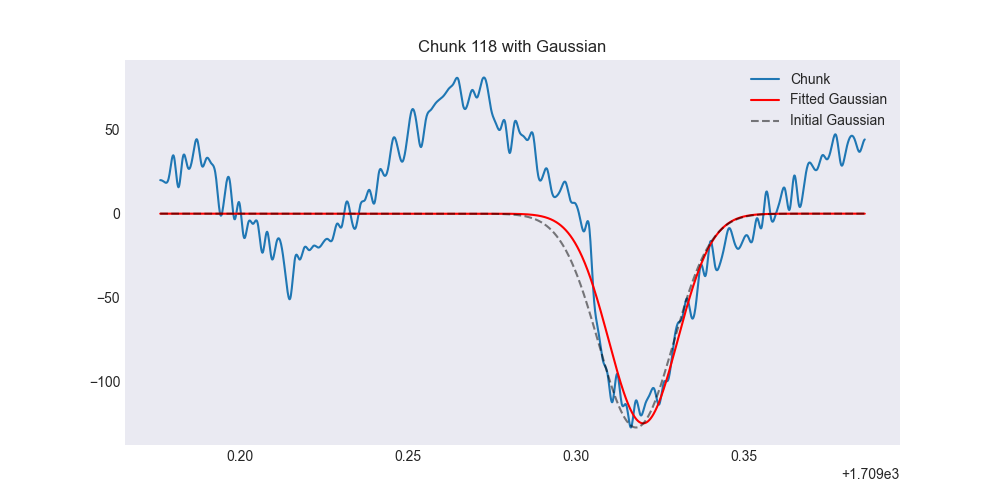 Chunk 118 with Gaussian
Chunk
Fitted Gaussian
Initial Gaussian
50
0
−50
−100
0.20
0.25
0.30
0.35
+1.709e3